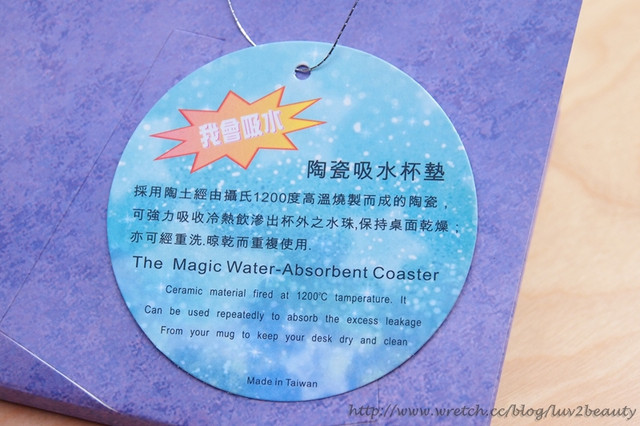 我會吸水
陶瓷吸水杯墊
採用陶土經由攝氏1200度高溫燒製而成的陶瓷,
可強力吸收冷熱飲滲出杯外之水珠,保持桌面乾燥;
亦可經重洗,晾乾而重複使用.
The Magic Water-Absorbent Coaster
Ceramic material fired at 1200℃ tamperature. It
Can be used repeatedly to absorb the excess leakage
From your mug to keep your desk dry and clean
Made in Taiwan
http://www.wretch.cc/blog/luv2beauty